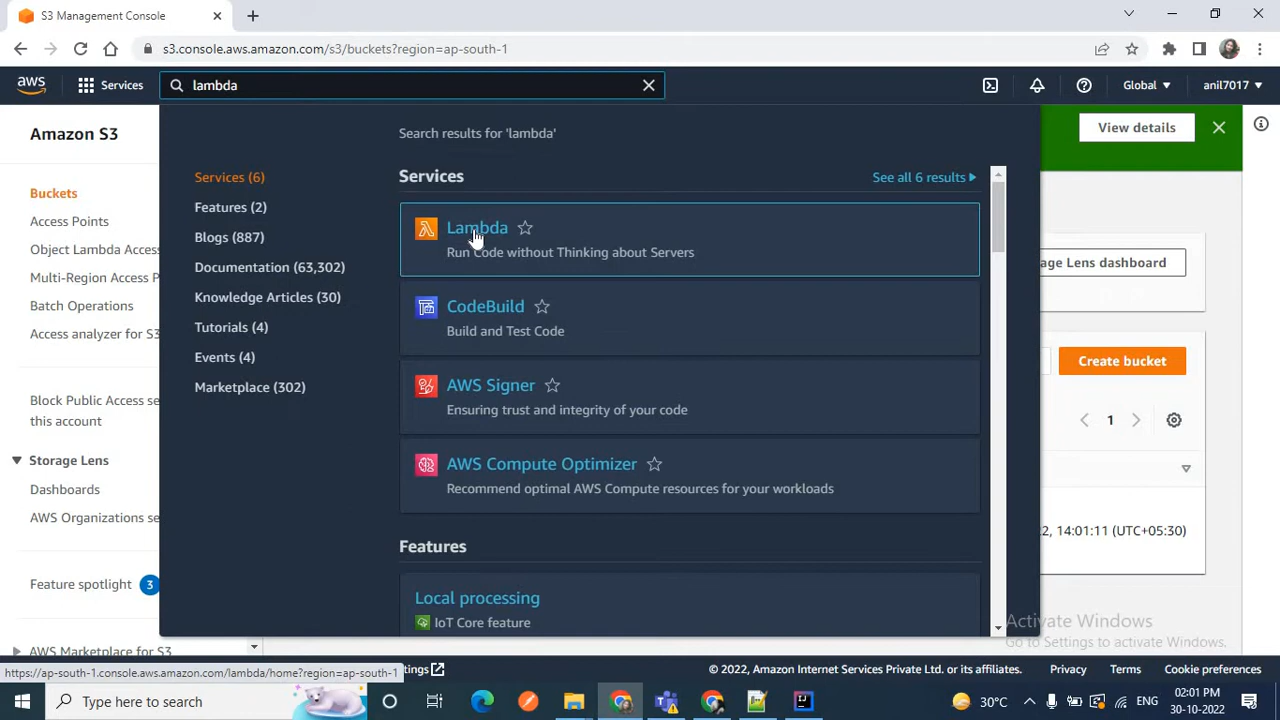 S3 Management Console
s3.console.aws.amazon.com/s3/buckets?region=ap-south-1
aws
Services
lambda
Global
anil7017
Amazon S3
Buckets
Access Points
Object Lambda Access
Multi-Region Access P
Batch Operations
Access analyzer for S3
Block Public Access se
this account
Storage Lens
Dashboards
AWS Organizations se
Feature spotlight 3
AWS Marketplace for S3
Search results for 'lambda'
Services (6)
Features (2)
Blogs (887)
Documentation (63,302)
Knowledge Articles (30)
Tutorials (4)
Events (4)
Marketplace (302)
Services
See all 6 results
Lambda
Run Code without Thinking about Servers
CodeBuild
Build and Test Code
AWS Signer
Ensuring trust and integrity of your code
AWS Compute Optimizer
Recommend optimal AWS Compute resources for your workloads
Features
Local processing
IoT Core feature
View details
age Lens dashboard
Create bucket
1
2, 14:01:11 (UTC+05:30)
Activate Windows
Go to Settings to activate Windows.
https://ap-south-1.console.aws.amazon.com/lambda/home?region=ap-south-1
tings
© 2022, Amazon Internet Services Private Ltd. or its affiliates.
Privacy
Terms
Cookie preferences
Type here to search
30°C
ENG
02:01 PM
30-10-2022